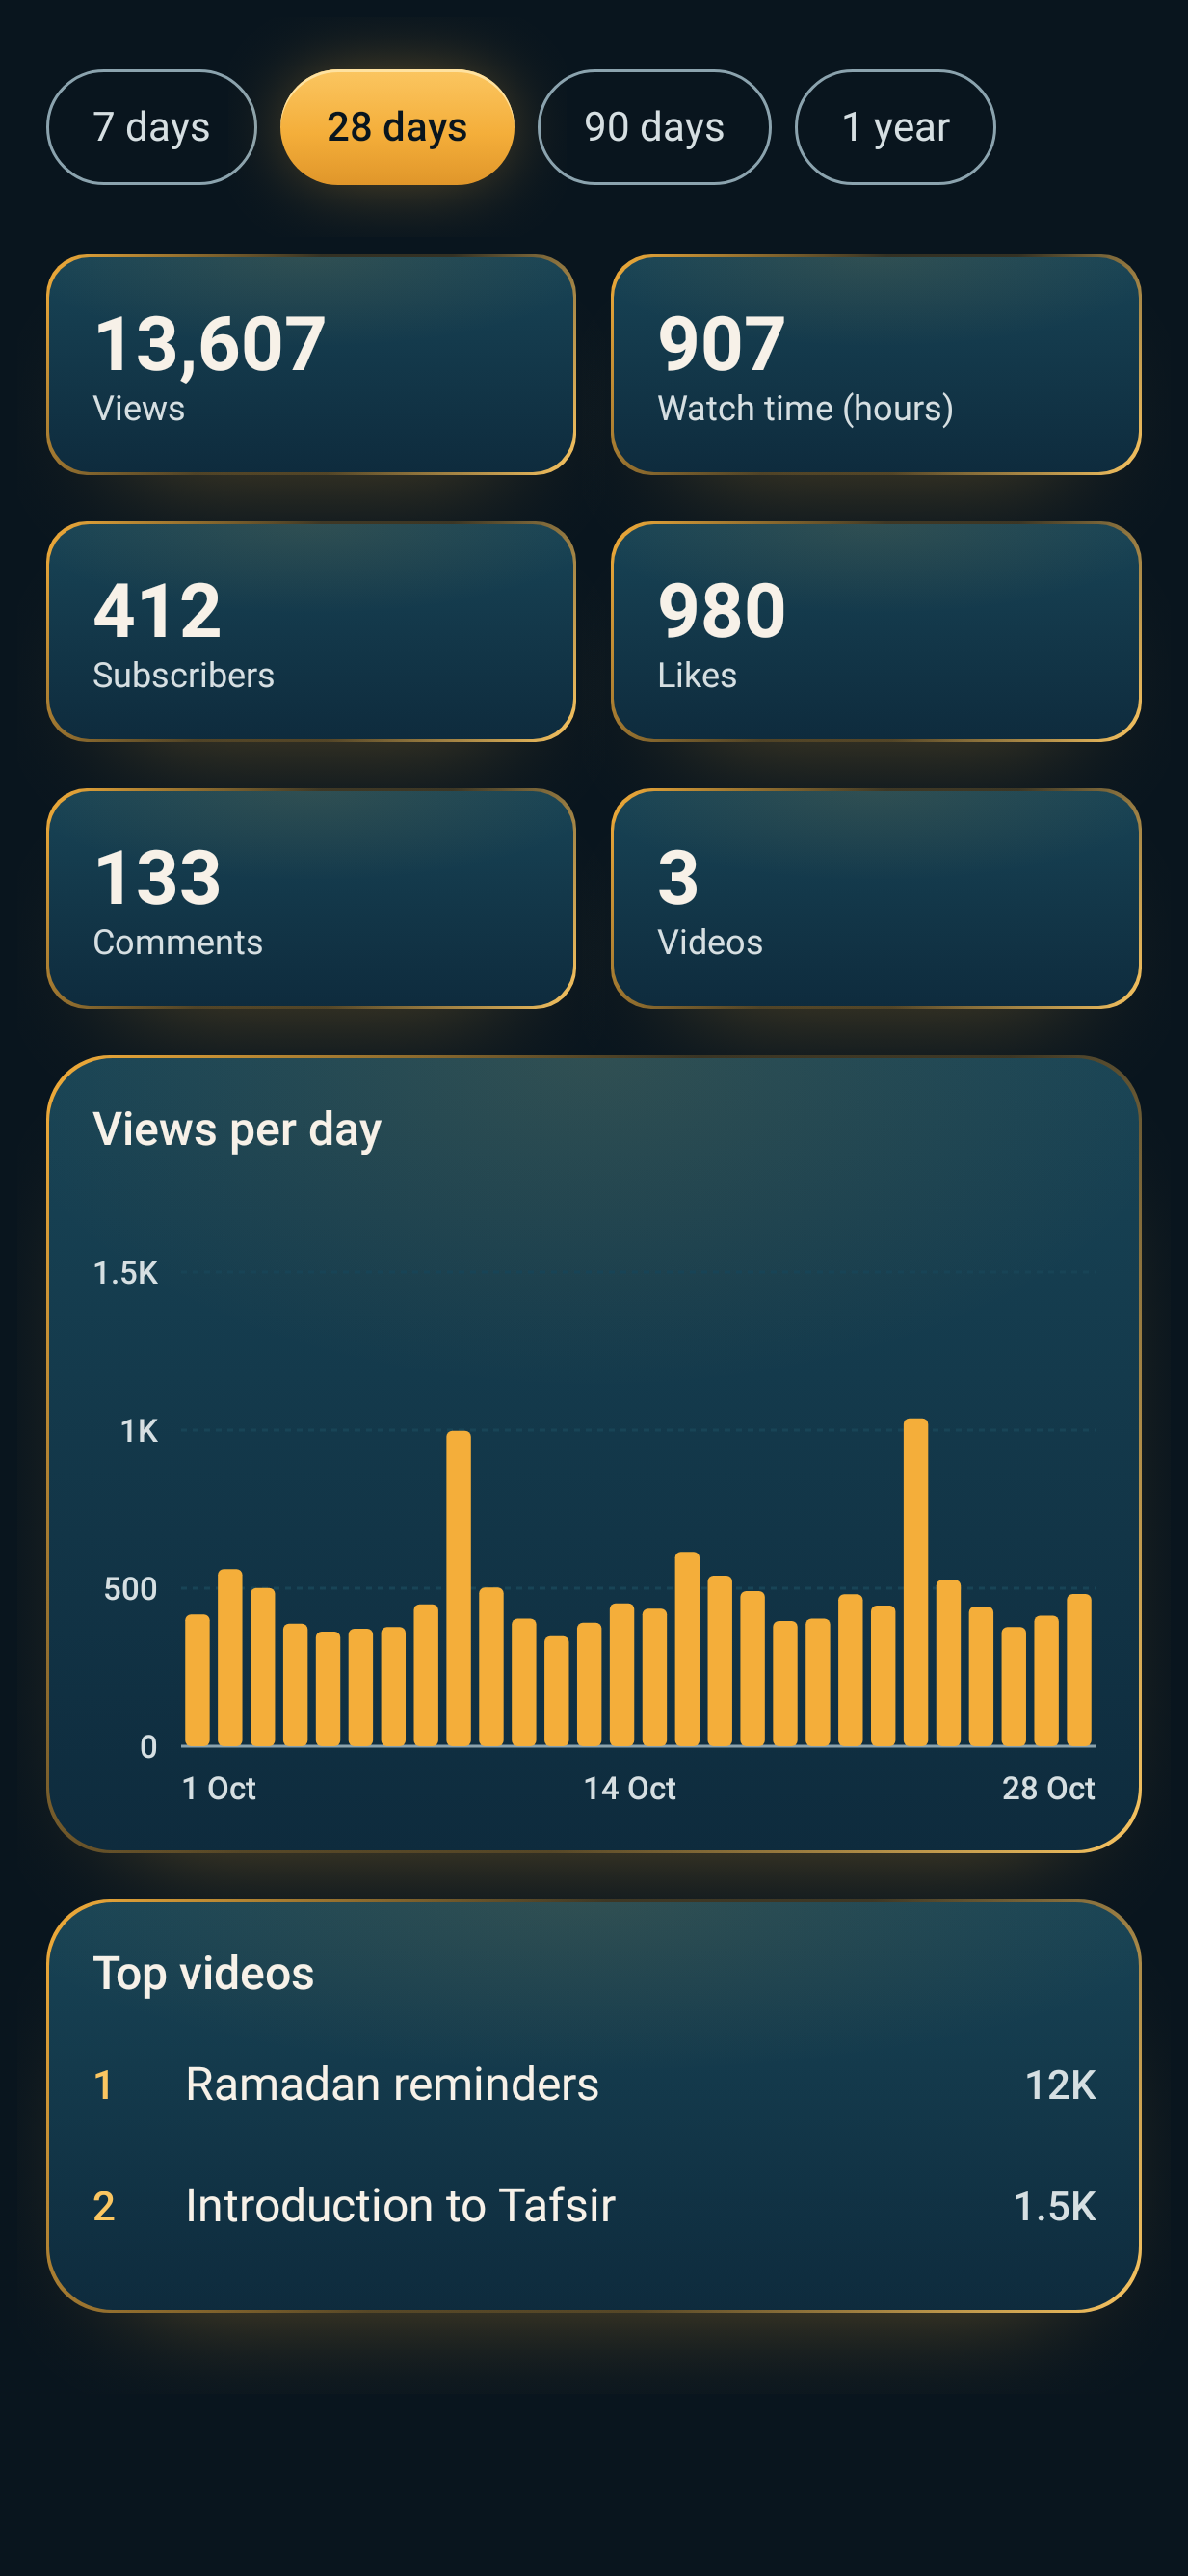 7 days 28 days 90 days 1 year
13,607 907
Views Watch time (hours)
412 980
Subscribers Likes
133 3
Comments Videos
Views per day
1.5K
1K
500
0
1 Oct 14 Oct 28 Oct
Top videos
1 Ramadan reminders 12K
2 Introduction to Tafsir 1.5K